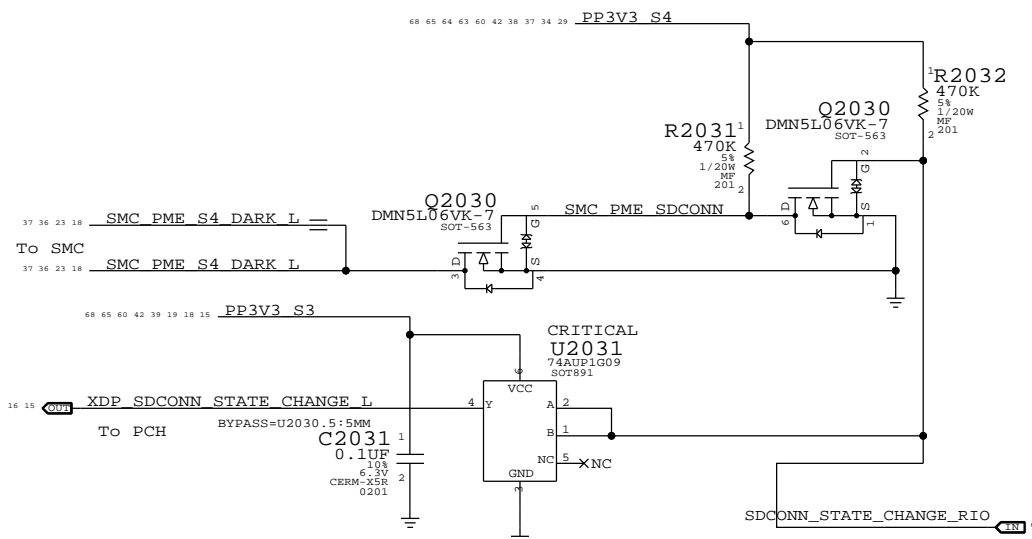 68 65 64 63 60 42 38 37 34 29 PP3V3_S4
1
R2032
470K
5%
1/20W
MF
201
2
Q2030
DMN5L06VK-7
SOT-563
R2031
1
470K
5%
1/20W
MF
201
2
2
G
D
S
6
1
Q2030
DMN5L06VK-7
SOT-563
5
G
SMC_PME_SDCONN
D
S
3
4
37 36 23 18 SMC_PME_S4_DARK_L
To SMC
37 36 23 18 SMC_PME_S4_DARK_L
68 65 60 42 39 19 18 15 PP3V3_S3
CRITICAL
U2031
74AUP1G09
SOT891
6
VCC
16 15 OUT XDP_SDCONN_STATE_CHANGE_L
4 Y
A 2
To PCH
BYPASS=U2030.5:5MM
B 1
C2031
1
0.1UF
10%
6.3V
CERM-X5R
0201
2
NC 5 NC
GND
3
SDCONN_STATE_CHANGE_RIO
IN